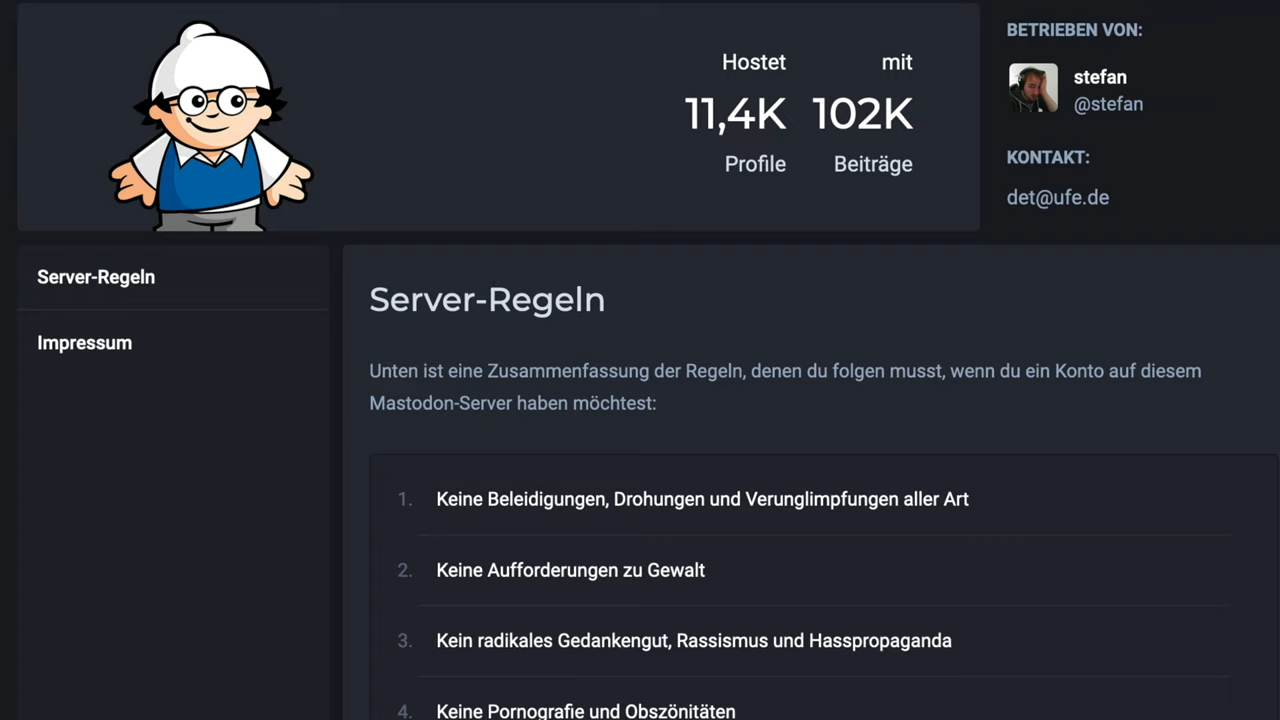 Hostet mit
11,4K 102K
Profile Beiträge
BETRIEBEN VON:
stefan
@stefan
KONTAKT:
det@ufe.de
Server-Regeln
Impressum
Server-Regeln
Unten ist eine Zusammenfassung der Regeln, denen du folgen musst, wenn du ein Konto auf diesem
Mastodon-Server haben möchtest:
1. Keine Beleidigungen, Drohungen und Verunglimpfungen aller Art
2. Keine Aufforderungen zu Gewalt
3. Kein radikales Gedankengut, Rassismus und Hasspropaganda
4. Keine Pornografie und Obszönitäten